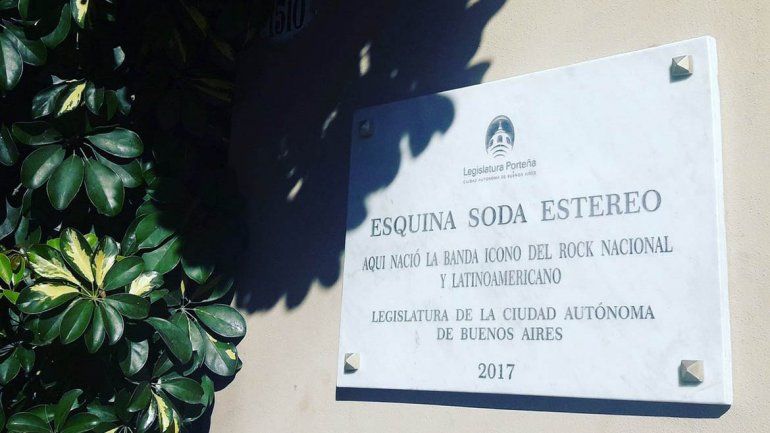 1510
Legislatura Porteña
CIUDAD AUTÓNOMA DE BUENOS AIRES
ESQUINA SODA ESTEREO
AQUI NACIÓ LA BANDA ICONO DEL ROCK NACIONAL
Y LATINOAMERICANO
LEGISLATURA DE LA CIUDAD AUTÓNOMA
DE BUENOS AIRES
2017